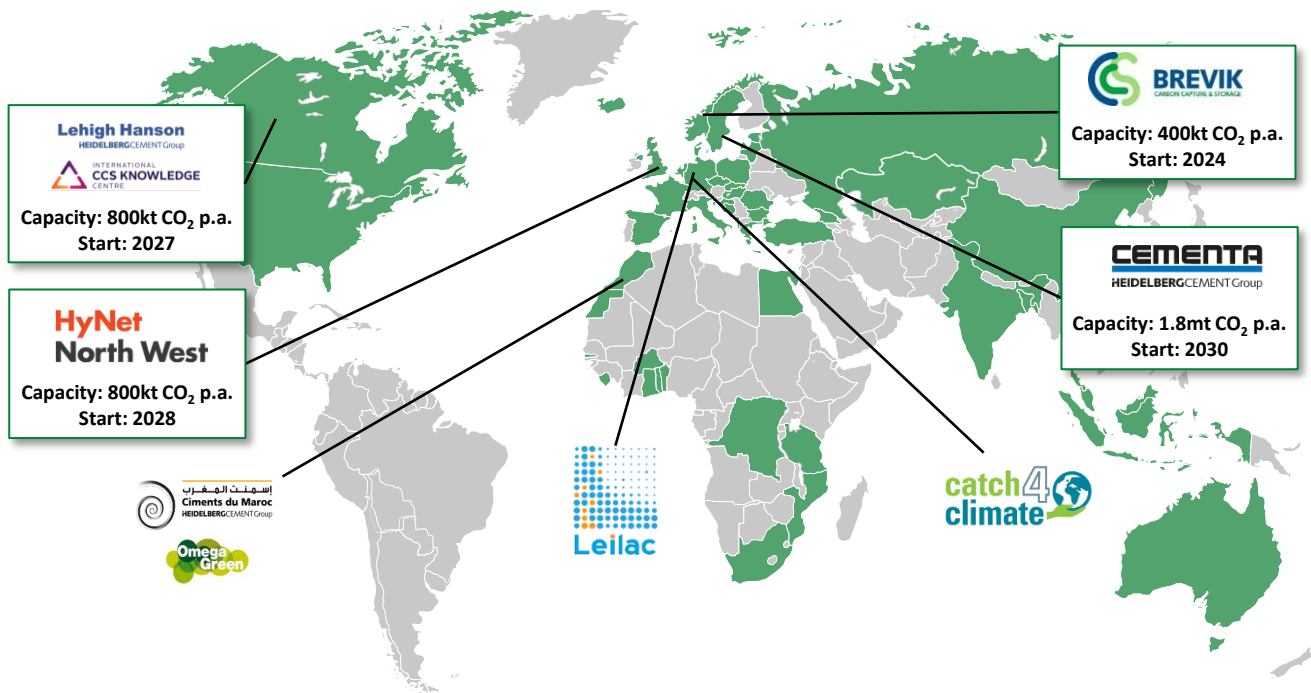 Lehigh Hanson
HEIDELBERGCEMENT Group
INTERNATIONAL
CCS KNOWLEDGE
CENTRE
Capacity: 800kt CO₂ p.a.
Start: 2027
HyNet
North West
Capacity: 800kt CO₂ p.a.
Start: 2028
إسمنت المغرب
Ciments du Maroc
HEIDELBERGCEMENT Group
Omega
Green
Leilac
catch4
climate
BREVIK
CARBON CAPTURE & STORAGE
Capacity: 400kt CO₂ p.a.
Start: 2024
CEMENTA
HEIDELBERGCEMENT Group
Capacity: 1.8mt CO₂ p.a.
Start: 2030